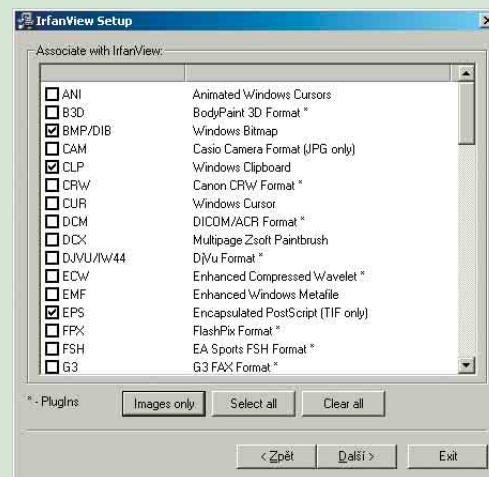 IrfanView Setup
Associate with IrfanView:
ANI Animated Windows Cursors
B3D BodyPaint 3D Format *
BMP/DIB Windows Bitmap
CAM Casio Camera Format (JPG only)
CLP Windows Clipboard
CRW Canon CRW Format *
CUR Windows Cursor
DCM DICOM/ACR Format *
DCX Multipage Zsoft Paintbrush
DJVU/IW44 DjVu Format *
ECW Enhanced Compressed Wavelet *
EMF Enhanced Windows Metafile
EPS Encapsulated PostScript (TIF only)
FPX FlashPix Format *
FSH EA Sports FSH Format *
G3 G3 FAX Format *
* - PlugIns Images only Select all Clear all
< Zpět Další > Exit